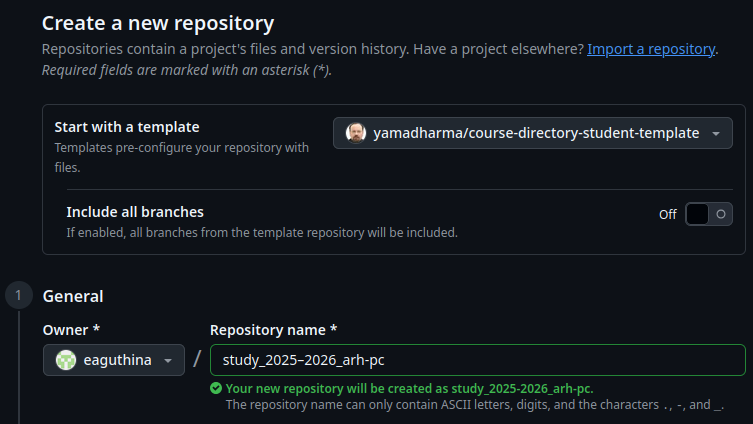 Create a new repository
Repositories contain a project's files and version history. Have a project elsewhere? Import a repository.
Required fields are marked with an asterisk (*).
Start with a template
Templates pre-configure your repository with
files.
yamadharma/course-directory-student-template
Include all branches
If enabled, all branches from the template repository will be included.
Off
1
General
Owner *
Repository name *
eaguthina
/
study_2025–2026_arh-pc
Your new repository will be created as study_2025-2026_arh-pc.
The repository name can only contain ASCII letters, digits, and the characters ., -, and _.